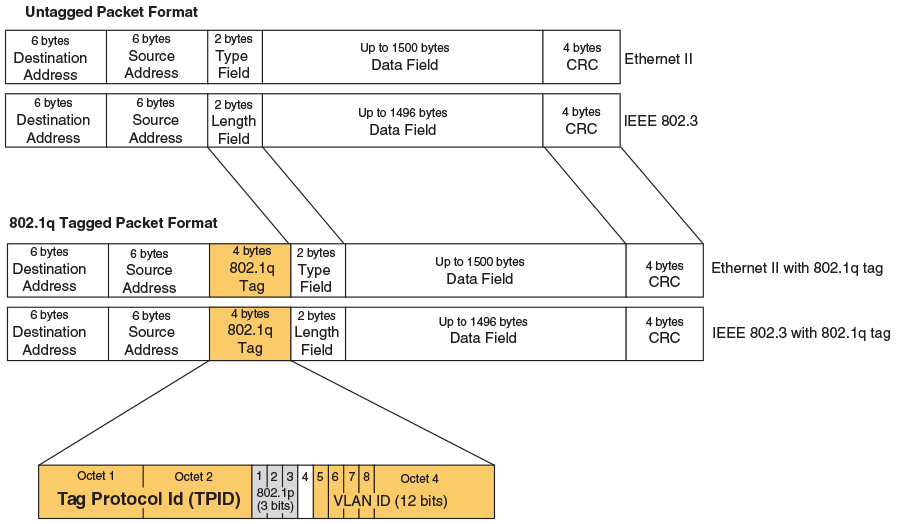 Untagged Packet Format
6 bytes
Destination
Address
6 bytes
Source
Address
2 bytes
Type
Field
Up to 1500 bytes
Data Field
4 bytes
CRC
Ethernet II
6 bytes
Destination
Address
6 bytes
Source
Address
2 bytes
Length
Field
Up to 1496 bytes
Data Field
4 bytes
CRC
IEEE 802.3
802.1q Tagged Packet Format
6 bytes
Destination
Address
6 bytes
Source
Address
4 bytes
802.1q
Tag
2 bytes
Type
Field
Up to 1500 bytes
Data Field
4 bytes
CRC
Ethernet II with 802.1q tag
6 bytes
Destination
Address
6 bytes
Source
Address
4 bytes
802.1q
Tag
2 bytes
Length
Field
Up to 1496 bytes
Data Field
4 bytes
CRC
IEEE 802.3 with 802.1q tag
Octet 1
Octet 2
Tag Protocol Id (TPID)
1 2 3 4 5 6 7 8
Octet 4
802.1p
(3 bits)
VLAN ID (12 bits)